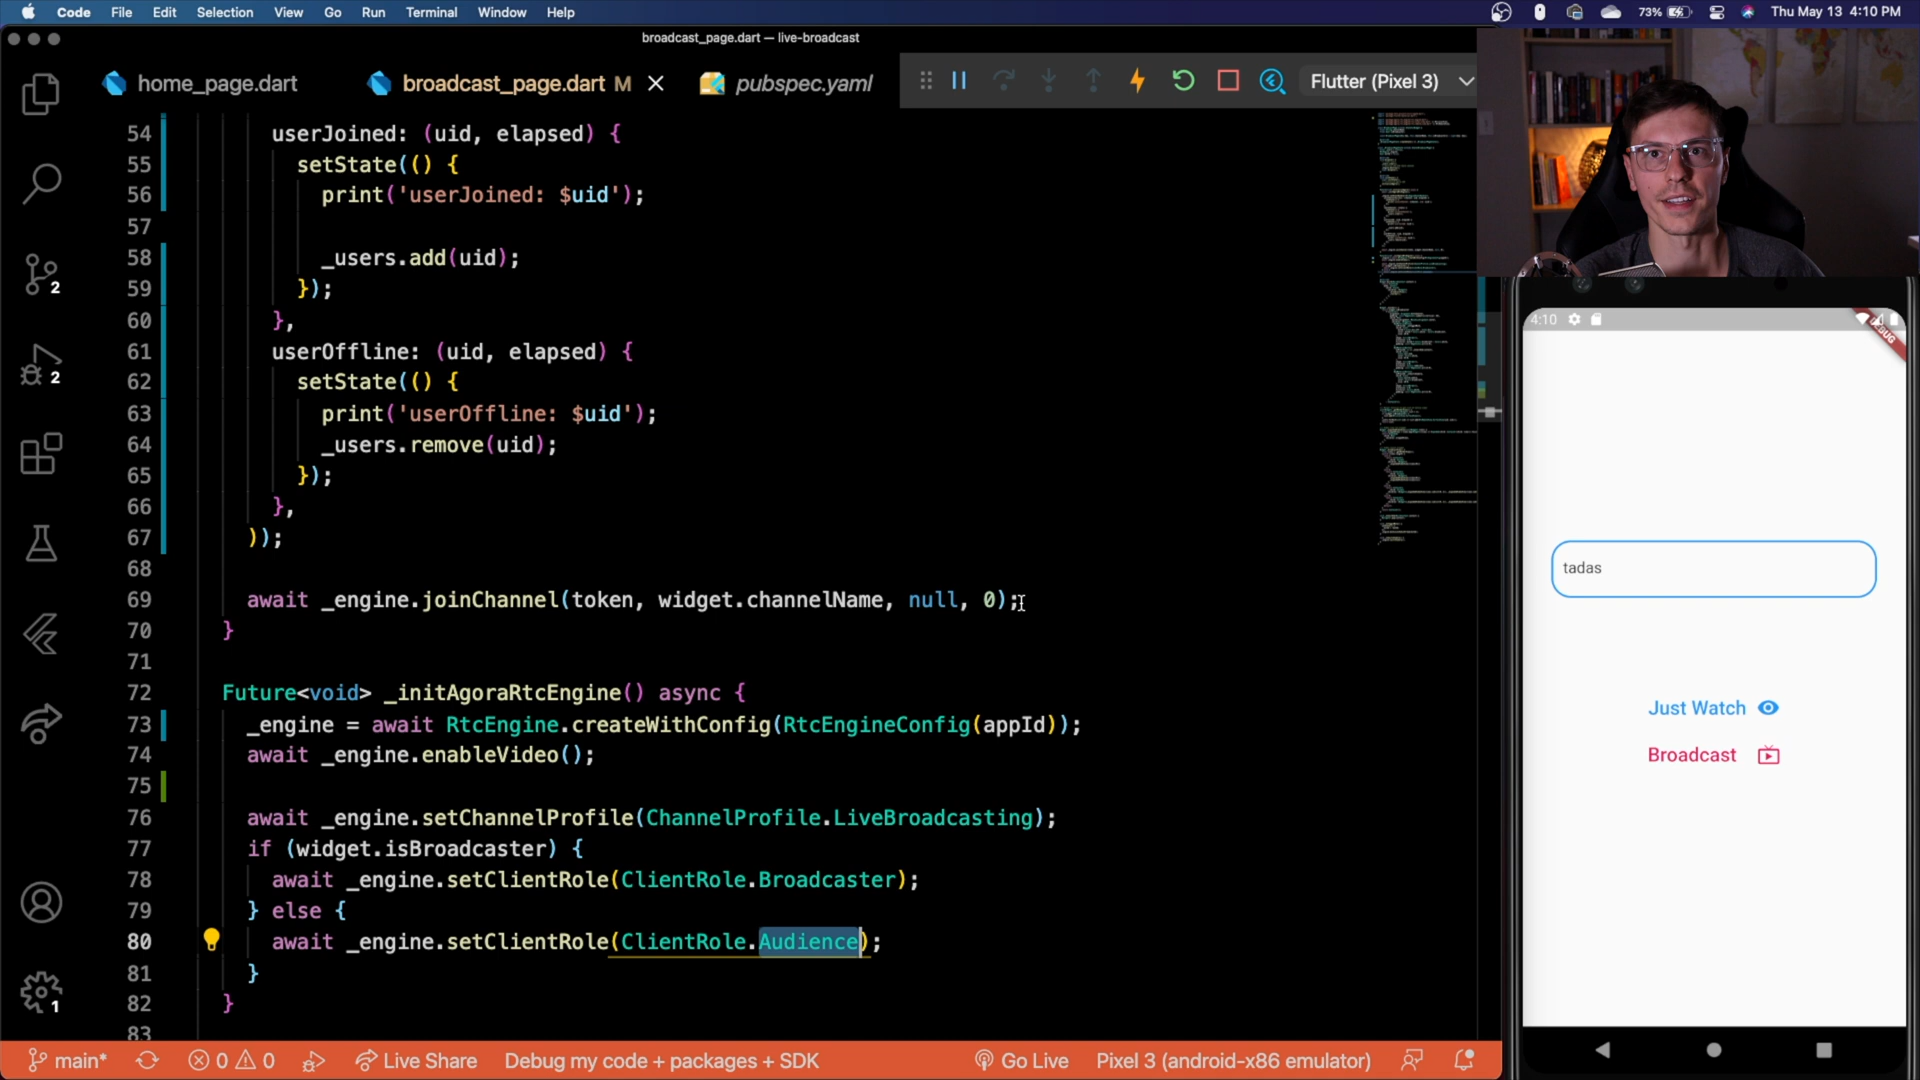 Code File Edit Selection View Go Run Terminal Window Help
73% Thu May 13 4:10 PM
broadcast_page.dart — live-broadcast
home_page.dart broadcast_page.dart M pubspec.yaml
Flutter (Pixel 3)
54 userJoined: (uid, elapsed) {
55 setState(() {
56 print('userJoined: $uid');
57
58 _users.add(uid);
59 });
60 },
61 userOffline: (uid, elapsed) {
62 setState(() {
63 print('userOffline: $uid');
64 _users.remove(uid);
65 });
66 },
67 ));
68
69 await _engine.joinChannel(token, widget.channelName, null, 0);
70 }
71
72 Future<void> _initAgoraRtcEngine() async {
73 _engine = await RtcEngine.createWithConfig(RtcEngineConfig(appId));
74 await _engine.enableVideo();
75
76 await _engine.setChannelProfile(ChannelProfile.LiveBroadcasting);
77 if (widget.isBroadcaster) {
78 await _engine.setClientRole(ClientRole.Broadcaster);
79 } else {
80 await _engine.setClientRole(ClientRole.Audience);
81 }
82 }
83
2
2
1
4:10
DEBUG
tadas
Just Watch
Broadcast
main* 0 0 Live Share Debug my code + packages + SDK Go Live Pixel 3 (android-x86 emulator)